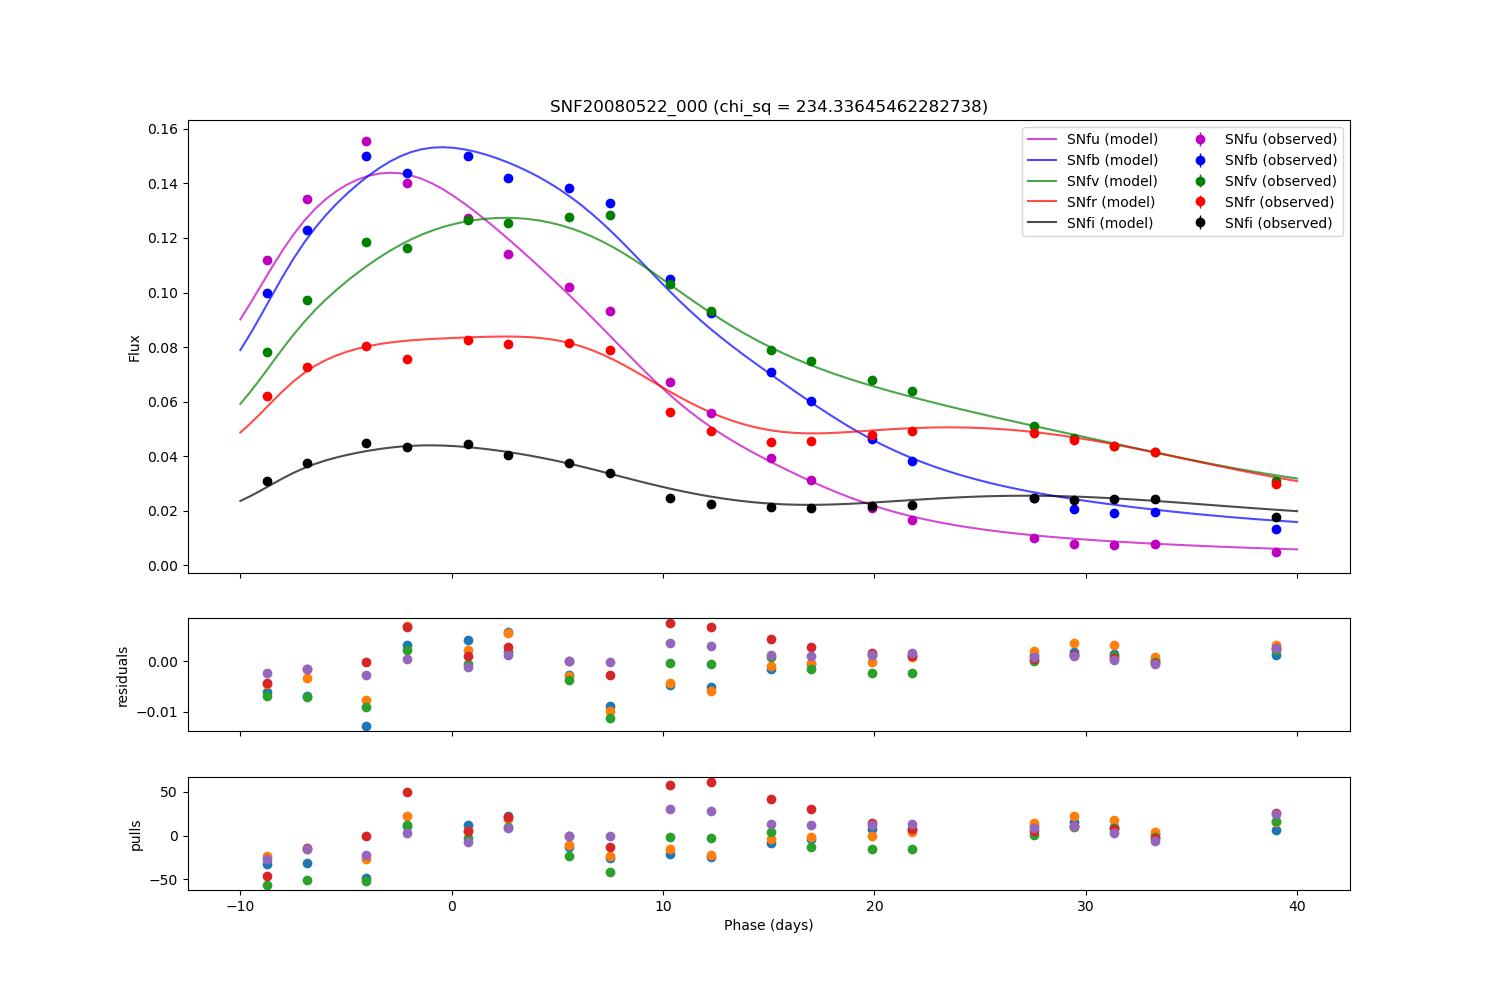 SNF20080522_000 (chi_sq = 234.33645462282738)
0.16
0.14
0.12
0.10
0.08
0.06
0.04
0.02
0.00
Flux
SNfu (model) SNfu (observed)
SNfb (model) SNfb (observed)
SNfv (model) SNfv (observed)
SNfr (model) SNfr (observed)
SNfi (model) SNfi (observed)
0.00
−0.01
residuals
50
0
−50
pulls
−10 0 10 20 30 40
Phase (days)